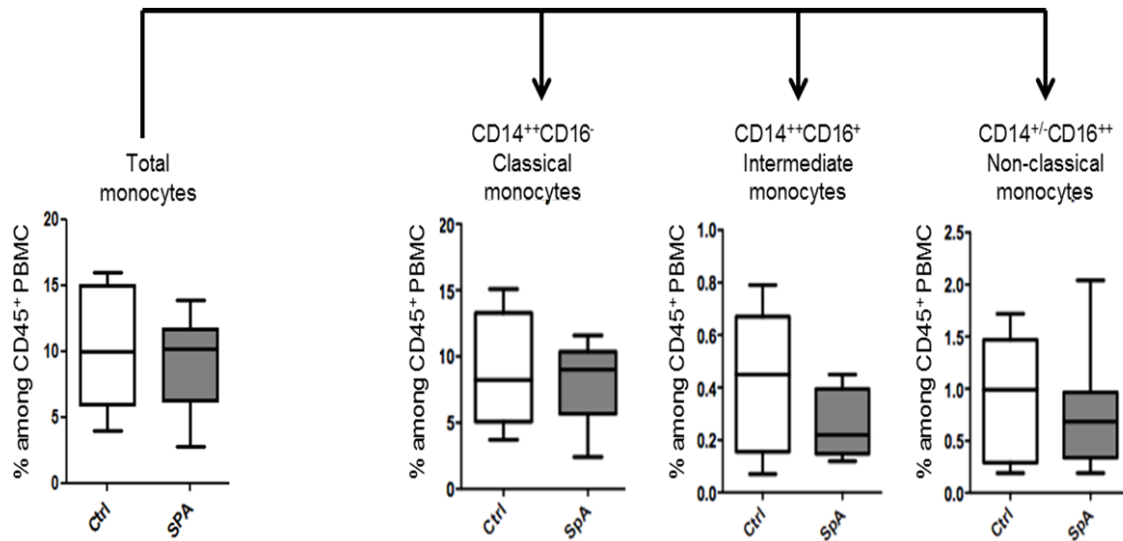 Total
monocytes
CD14++CD16-
Classical
monocytes
CD14++CD16+
Intermediate
monocytes
CD14+/-CD16++
Non-classical
monocytes
% among CD45+ PBMC
20
15
10
5
0
Ctrl
SPA
% among CD45+ PBMC
20
15
10
5
0
Ctrl
SpA
% among CD45+ PBMC
1.0
0.8
0.6
0.4
0.2
0.0
Ctrl
SpA
% among CD45+ PBMC
2.5
2.0
1.5
1.0
0.5
0.0
Ctrl
SpA